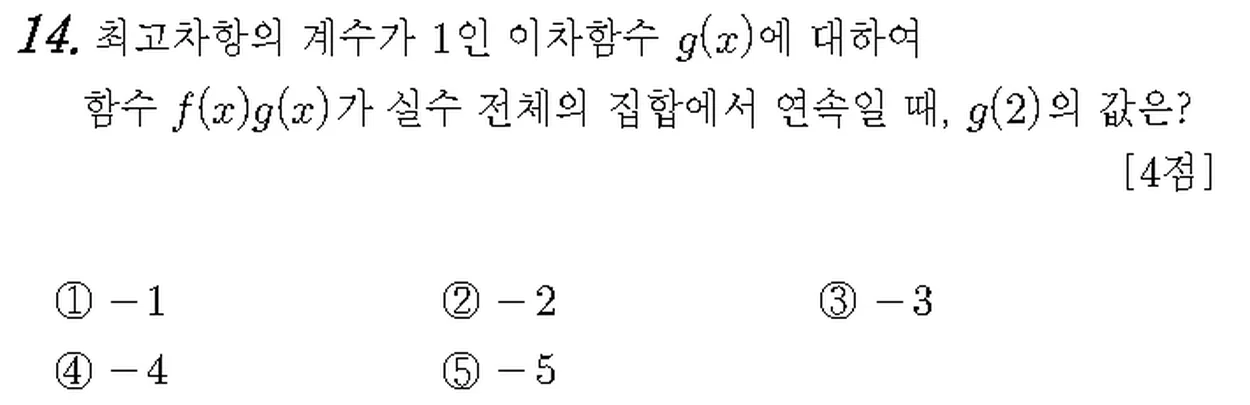 14. 최고차항의 계수가 1인 이차함수 g(x)에 대하여
함수 f(x)g(x)가 실수 전체의 집합에서 연속일 때, g(2)의 값은?
[4점]
① -1 ② -2 ③ -3
④ -4 ⑤ -5